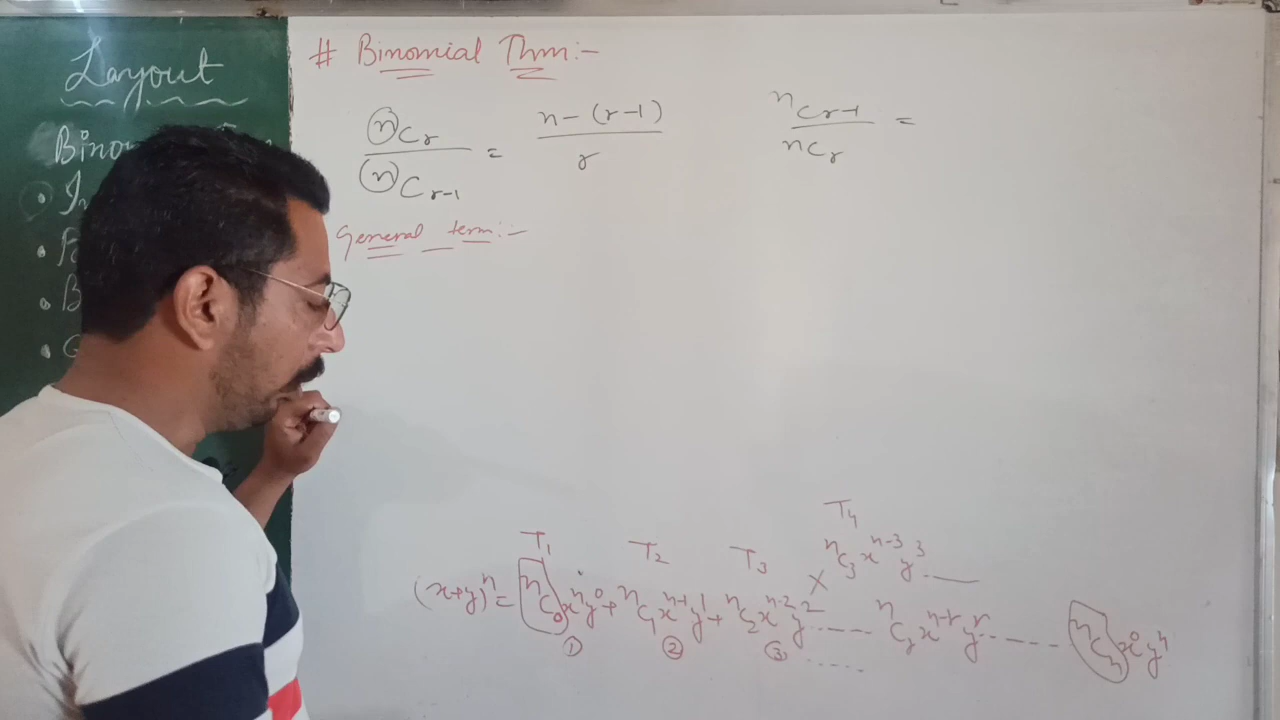 Layout
# Binomial Thm:-
nCr / nCr-1 = n-(r-1) / r
nCr-1 / nCr =
General term:-
T1 T2 T3 T4
nC3 x^n-3 y^3 .——
(x+y)^n = nC0 x^n y^0 + nC1 x^n-1 y^1 + nC2 x^n-2 y^2 ..---- nCr x^n-r y^r ..----- nCn x^0 y^n
① ② ③ .....